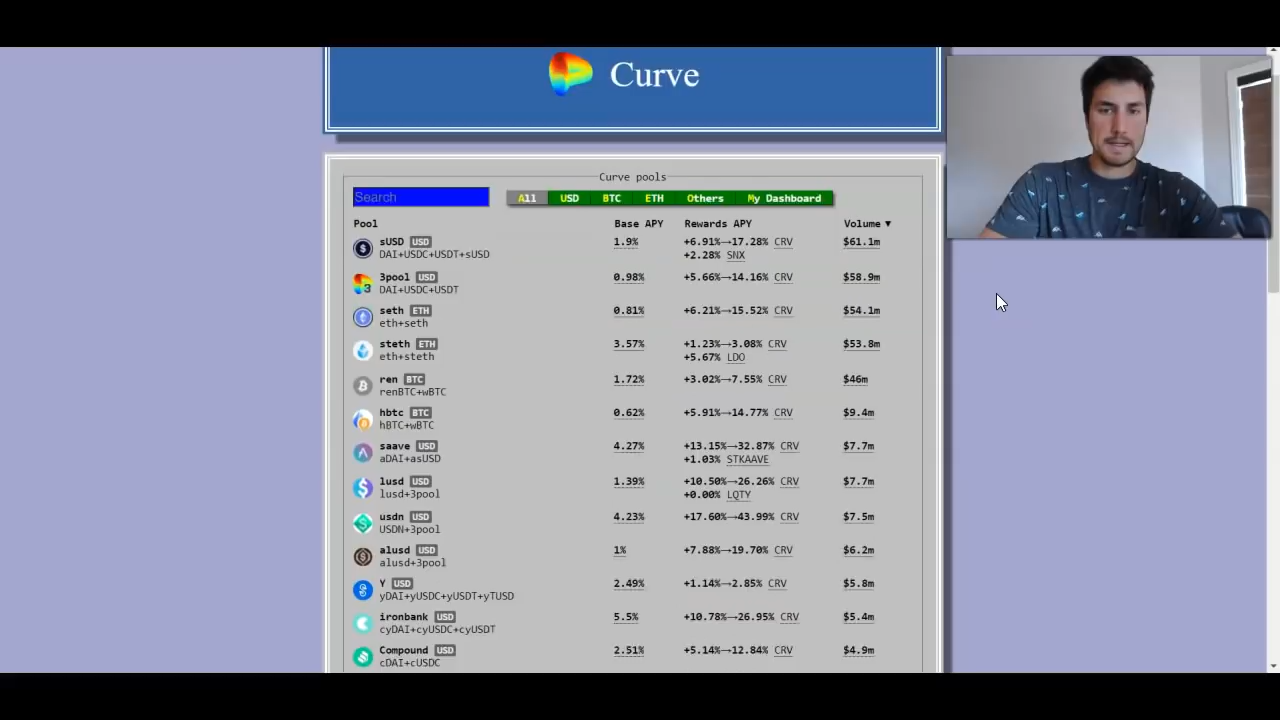 Curve
Curve pools
Search All USD BTC ETH Others My Dashboard
Pool Base APY Rewards APY Volume ▼
sUSD USD 1.9% +6.91%→17.28% CRV $61.1m
DAI+USDC+USDT+sUSD +2.28% SNX
3pool USD 0.98% +5.66%→14.16% CRV $58.9m
DAI+USDC+USDT
seth ETH 0.81% +6.21%→15.52% CRV $54.1m
eth+seth
steth ETH 3.57% +1.23%→3.08% CRV $53.8m
eth+steth +5.67% LDO
ren BTC 1.72% +3.02%→7.55% CRV $46m
renBTC+wBTC
hbtc BTC 0.62% +5.91%→14.77% CRV $9.4m
hBTC+wBTC
saave USD 4.27% +13.15%→32.87% CRV $7.7m
aDAI+asUSD +1.03% STKAAVE
lusd USD 1.39% +10.50%→26.26% CRV $7.7m
lusd+3pool +0.00% LQTY
usdn USD 4.23% +17.60%→43.99% CRV $7.5m
USDN+3pool
alusd USD 1% +7.88%→19.70% CRV $6.2m
alusd+3pool
Y USD 2.49% +1.14%→2.85% CRV $5.8m
yDAI+yUSDC+yUSDT+yTUSD
ironbank USD 5.5% +10.78%→26.95% CRV $5.4m
cyDAI+cyUSDC+cyUSDT
Compound USD 2.51% +5.14%→12.84% CRV $4.9m
cDAI+cUSDC